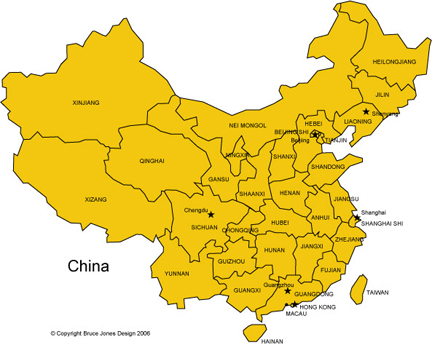 HEILONGJIANG
JILIN
Shenyang
LIAONING
XINJIANG
NEI MONGOL
HEBEI
BEIJING SHI
Beijing
TIANJIN
NINGXIA
SHANXI
SHANDONG
QINGHAI
GANSU
SHAANXI
HENAN
JIANGSU
XIZANG
Chengdu
SICHUAN
CHONGQING
HUBEI
ANHUI
Shanghai
SHANGHAI SHI
ZHEJIANG
HUNAN
JIANGXI
GUIZHOU
FUJIAN
YUNNAN
GUANGXI
Guangzhou
GUANGDONG
TAIWAN
HONG KONG
MACAU
HAINAN
China
© Copyright Bruce Jones Design 2006